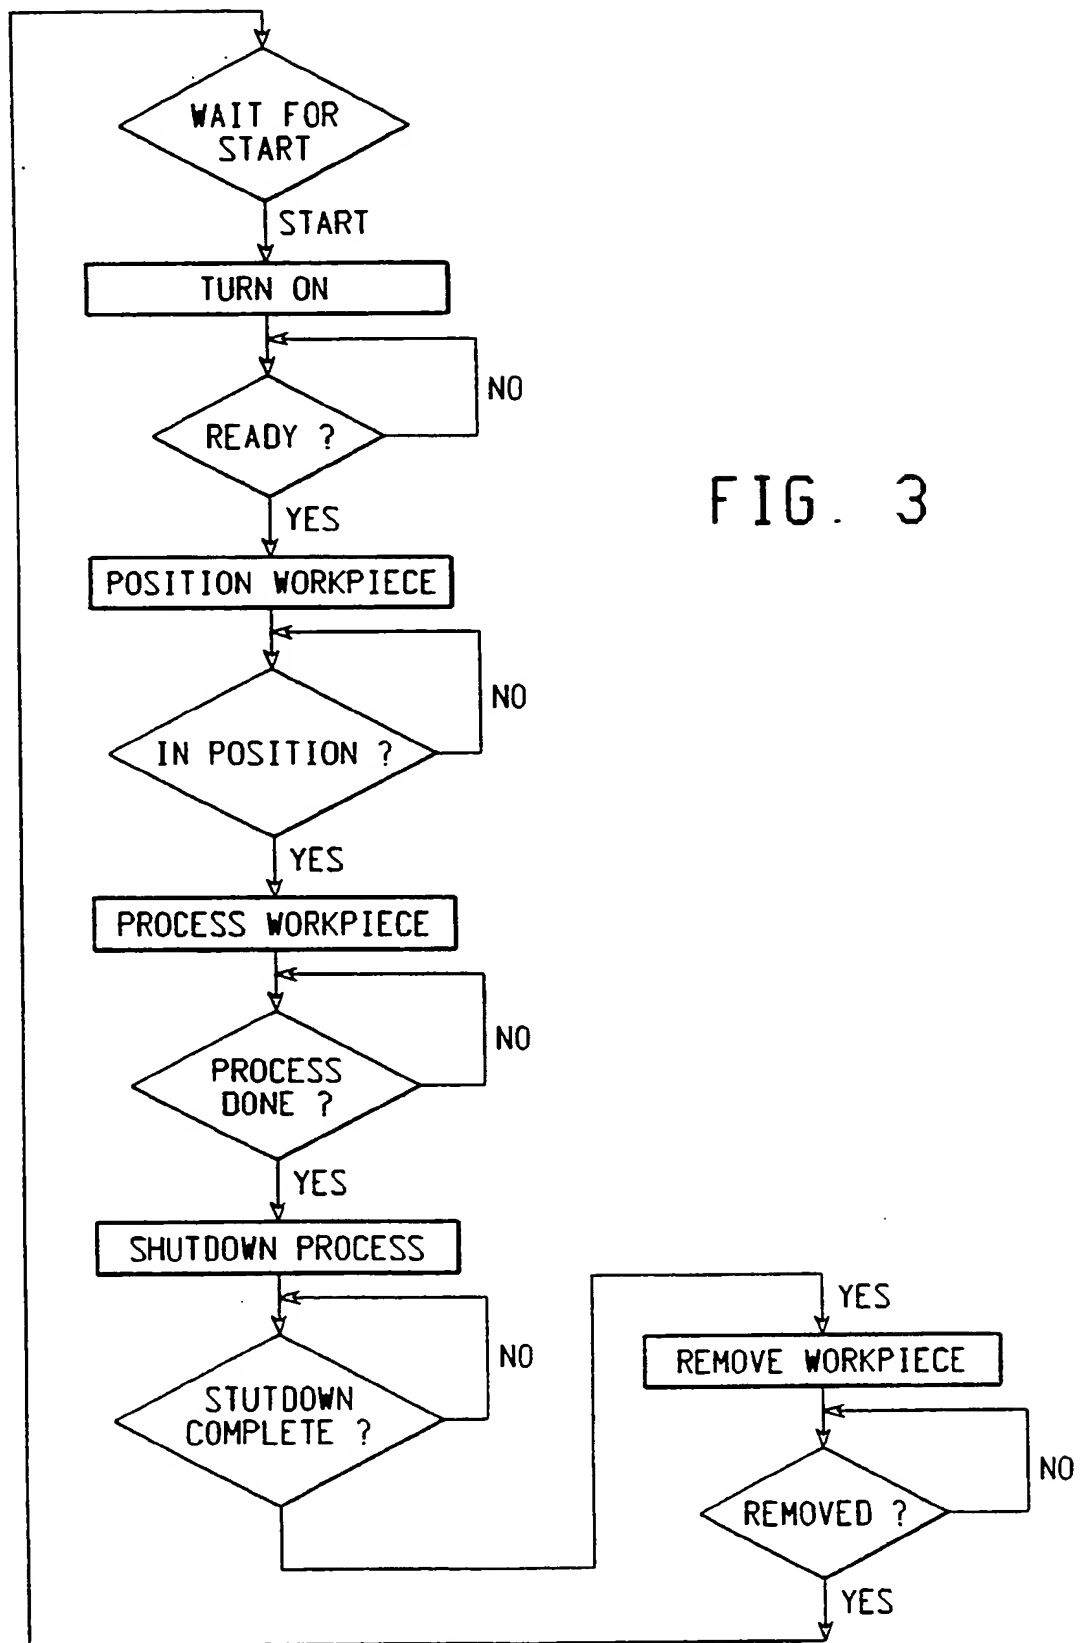 WAIT FOR
START
START
TURN ON
NO
READY ?
YES
FIG. 3
POSITION WORKPIECE
NO
IN POSITION ?
YES
PROCESS WORKPIECE
NO
PROCESS
DONE ?
YES
SHUTDOWN PROCESS
NO
STUTDOWN
COMPLETE ?
YES
REMOVE WORKPIECE
NO
REMOVED ?
YES